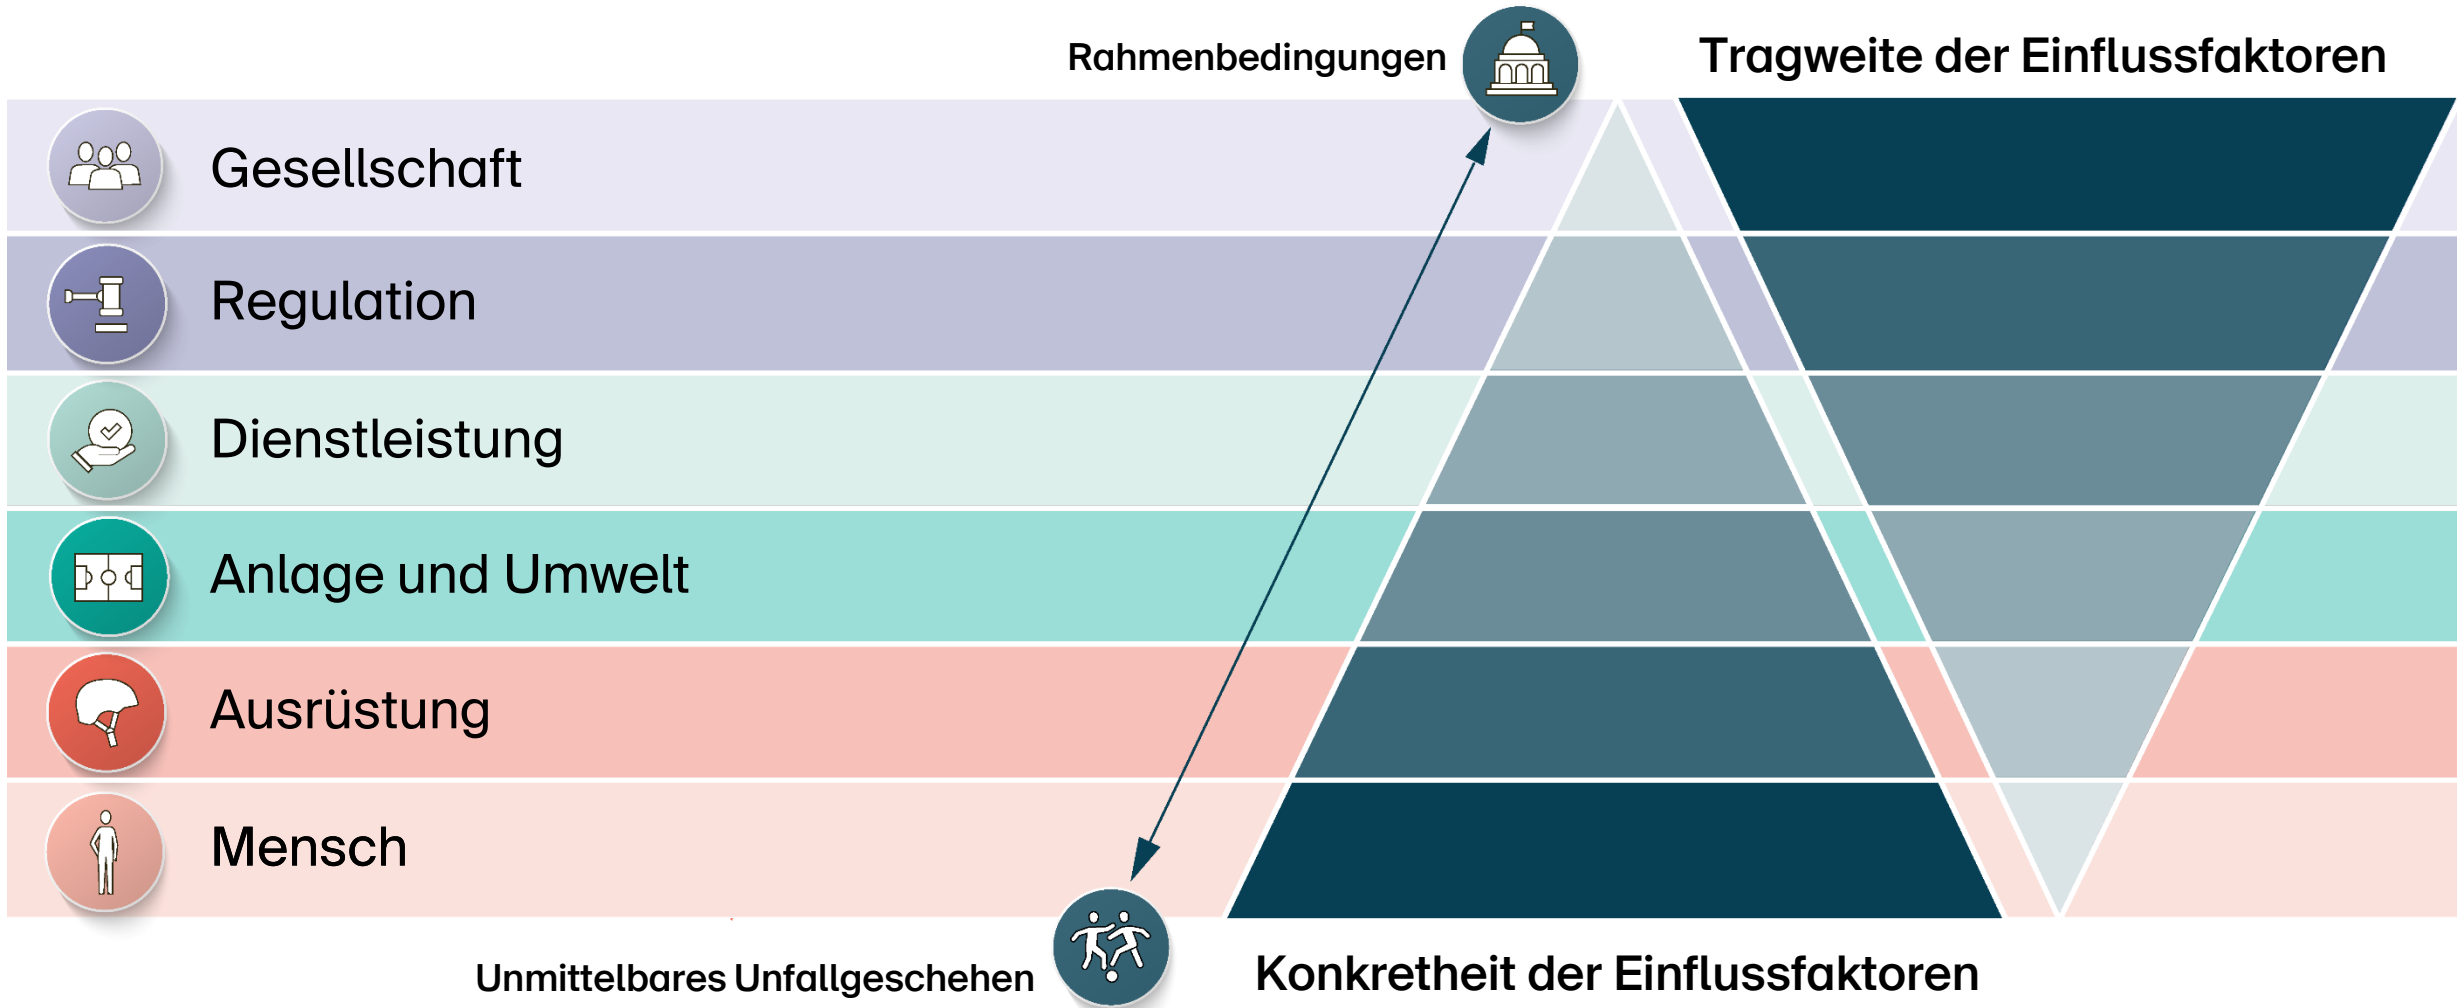 Rahmenbedingungen
Tragweite der Einflussfaktoren
Gesellschaft
Regulation
Dienstleistung
Anlage und Umwelt
Ausrüstung
Mensch
Unmittelbares Unfallgeschehen
Konkretheit der Einflussfaktoren